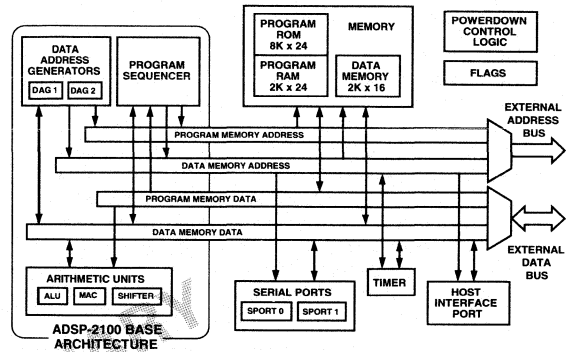 DATA
ADDRESS
GENERATORS
DAG 1
DAG 2
PROGRAM
SEQUENCER
PROGRAM
ROM
8K x 24
PROGRAM
RAM
2K x 24
MEMORY
DATA
MEMORY
2K x 16
POWERDOWN
CONTROL
LOGIC
FLAGS
EXTERNAL
ADDRESS
BUS
PROGRAM MEMORY ADDRESS
DATA MEMORY ADDRESS
PROGRAM MEMORY DATA
DATA MEMORY DATA
EXTERNAL
DATA
BUS
ARITHMETIC UNITS
ALU
MAC
SHIFTER
SERIAL PORTS
SPORT 0
SPORT 1
TIMER
HOST
INTERFACE
PORT
ADSP-2100 BASE
ARCHITECTURE